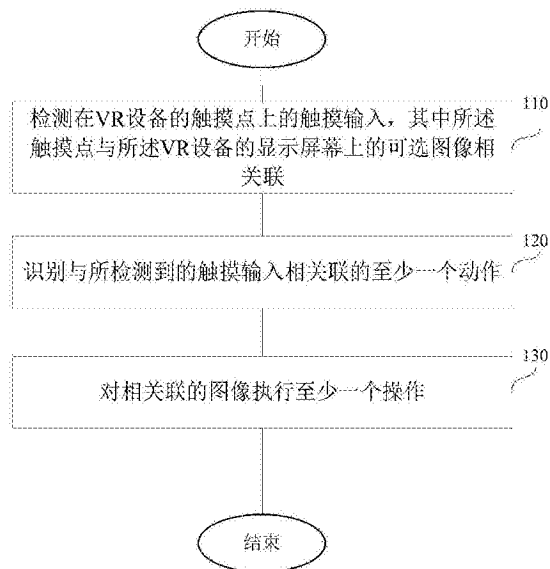 开始
110
检测在VR设备的触摸点上的触摸输入，其中所述
触摸点与所述VR设备的显示屏幕上的可选图像相
关联
120
识别与所检测到的触摸输入相关联的至少一个动作
130
对相关联的图像执行至少一个操作
结束